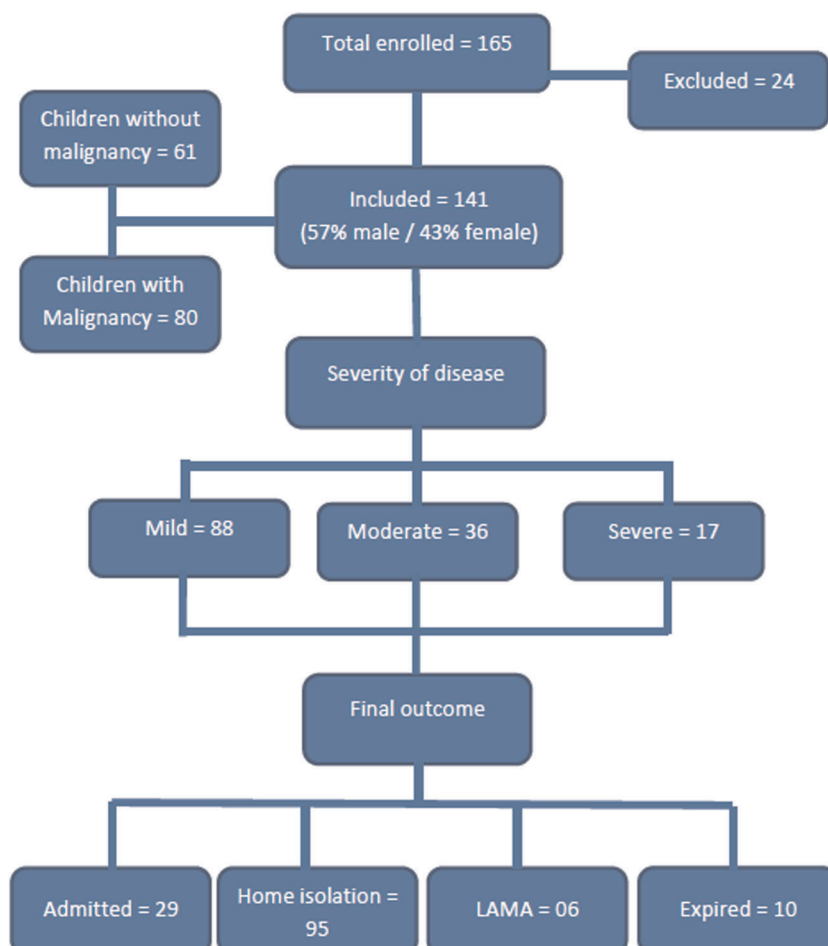 Total enrolled = 165
Excluded = 24
Children without
malignancy = 61
Included = 141
(57% male / 43% female)
Children with
Malignancy = 80
Severity of disease
Mild = 88
Moderate = 36
Severe = 17
Final outcome
Admitted = 29
Home isolation =
95
LAMA = 06
Expired = 10